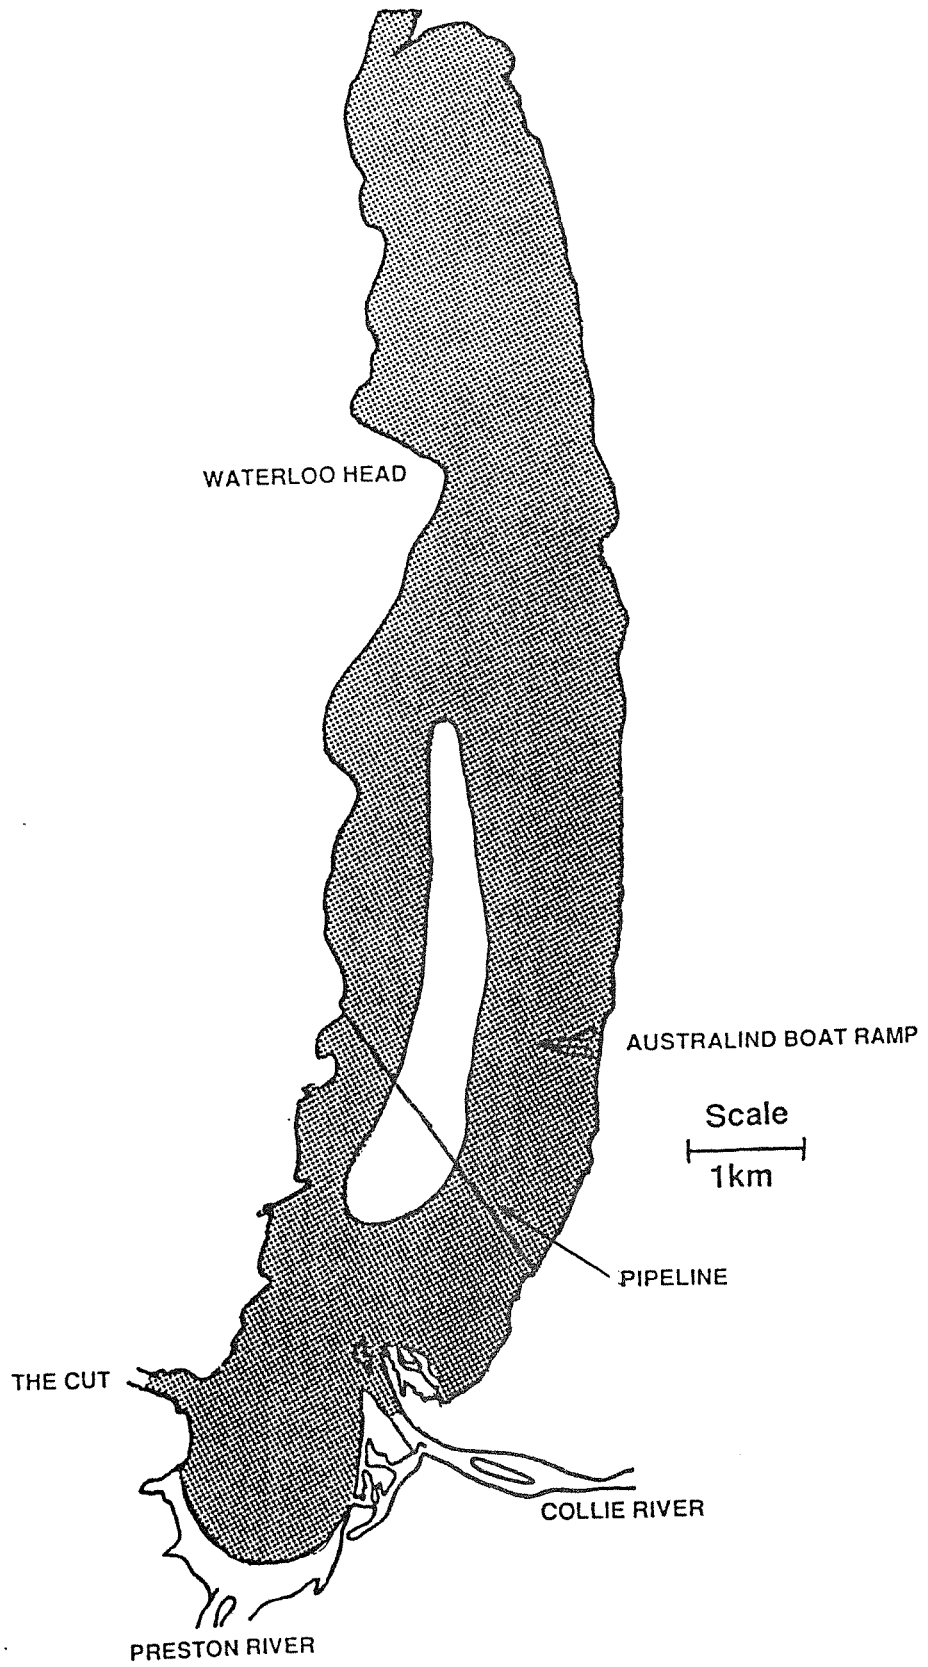 WATERLOO HEAD
AUSTRALIND BOAT RAMP
Scale
1km
PIPELINE
THE CUT
COLLIE RIVER
PRESTON RIVER